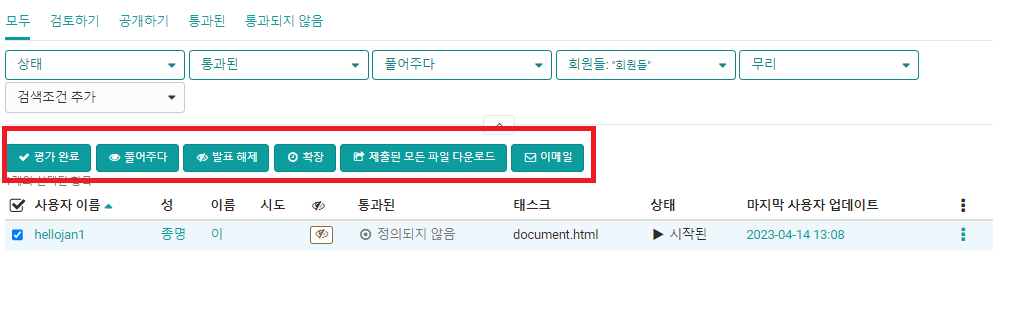 모두 검토하기 공개하기 통과된 통과되지 않음
상태 통과된 풀어주다 회원들: "회원들" 무리
검색조건 추가
평가 완료 풀어주다 발표 해제 확장 제출된 모든 파일 다운로드 이메일
사용자 이름 성 이름 시도 통과된 태스크 상태 마지막 사용자 업데이트
hellojan1 종명 이 정의되지 않음 document.html 시작된 2023-04-14 13:08